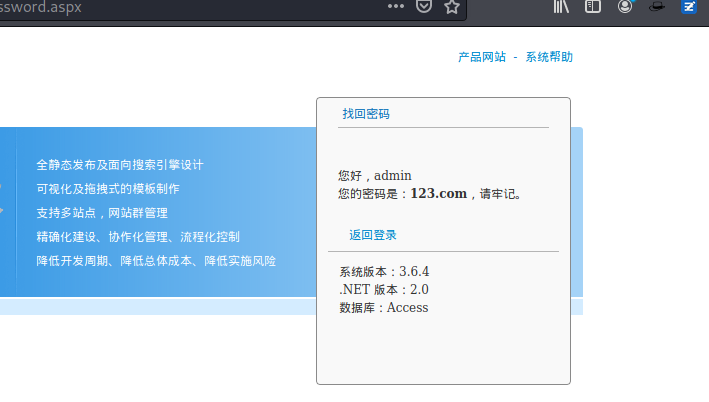 ssword.aspx
产品网站 - 系统帮助
找回密码
全静态发布及面向搜索引擎设计
可视化及拖拽式的模板制作
支持多站点，网站群管理
精确化建设、协作化管理、流程化控制
降低开发周期、降低总体成本、降低实施风险
您好，admin
您的密码是：123.com，请牢记。
返回登录
系统版本：3.6.4
.NET 版本：2.0
数据库：Access